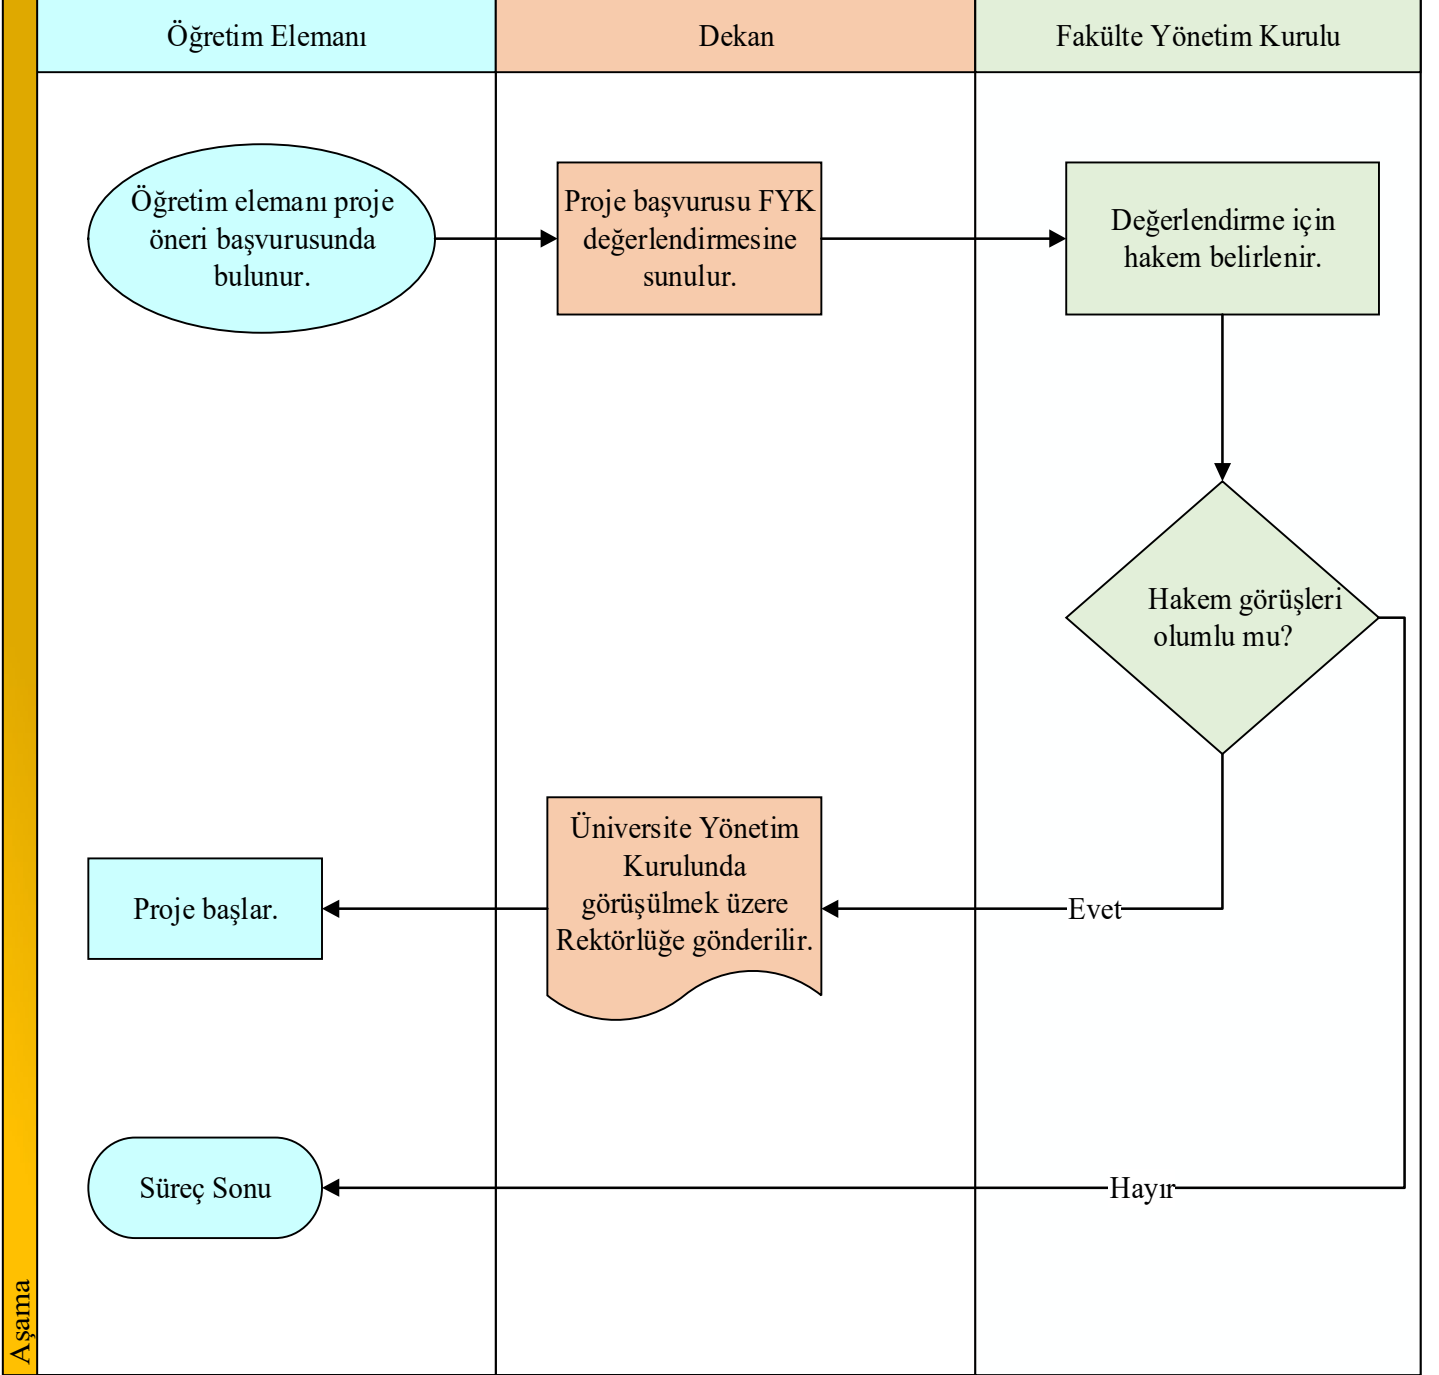 Öğretim Elemanı
Dekan
Fakülte Yönetim Kurulu
Öğretim elemanı proje
öneri başvurusunda
bulunur.
Proje başvurusu FYK
değerlendirmesine
sunulur.
Değerlendirme için
hakem belirlenir.
Hakem görüşleri
olumlu mu?
Üniversite Yönetim
Kurulunda
görüşülmek üzere
Rektörlüğe gönderilir.
Proje başlar.
Evet
Süreç Sonu
Hayır
Aşama